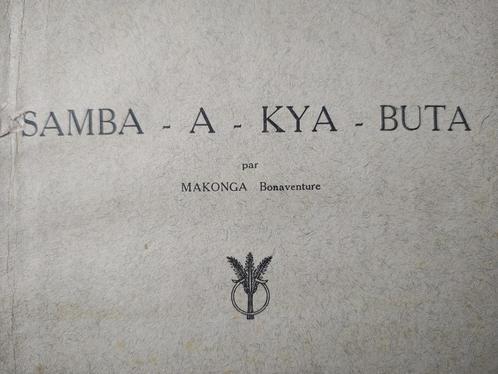 SAMBA - A - KYA - BUTA
par
MAKONGA Bonaventure